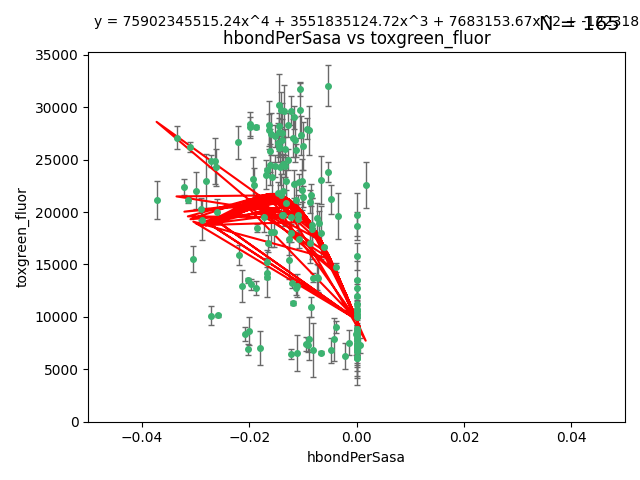 y = 75902345515.24x^4 + 3551835124.72x^3 + 7683153.67x^2 +
N = 165
hbondPerSasa vs toxgreen_fluor
35000
30000
25000
20000
15000
10000
5000
0
toxgreen_fluor
−0.04
−0.02
0.00
0.02
0.04
hbondPerSasa